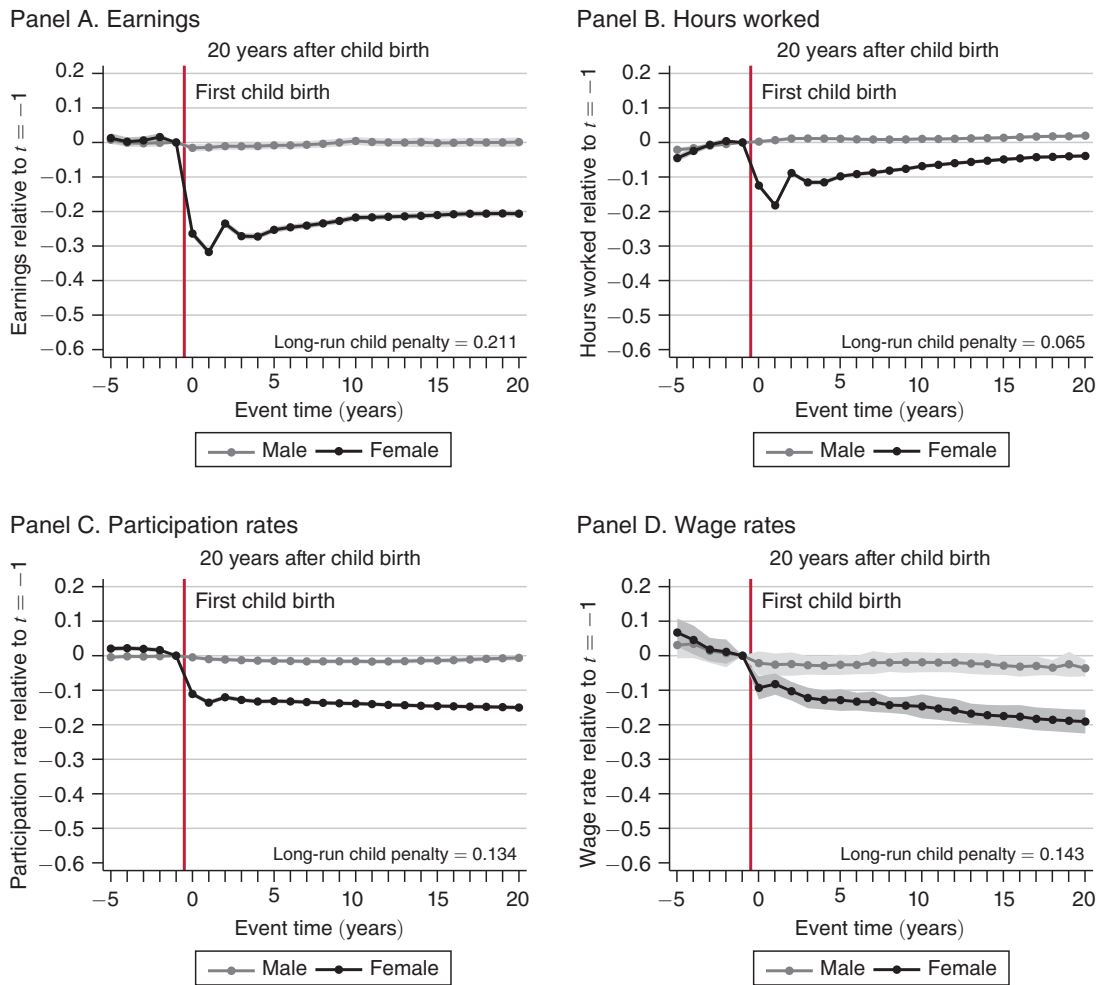 Panel A. Earnings
20 years after child birth
Earnings relative to t = −1
0.2
0.1
0
−0.1
−0.2
−0.3
−0.4
−0.5
−0.6
First child birth
Long-run child penalty = 0.211
−5 0 5 10 15 20
Event time (years)
Male Female
Panel B. Hours worked
20 years after child birth
Hours worked relative to t = −1
0.2
0.1
0
−0.1
−0.2
−0.3
−0.4
−0.5
−0.6
First child birth
Long-run child penalty = 0.065
−5 0 5 10 15 20
Event time (years)
Male Female
Panel C. Participation rates
20 years after child birth
Participation rate relative to t = −1
0.2
0.1
0
−0.1
−0.2
−0.3
−0.4
−0.5
−0.6
First child birth
Long-run child penalty = 0.134
−5 0 5 10 15 20
Event time (years)
Male Female
Panel D. Wage rates
20 years after child birth
Wage rate relative to t = −1
0.2
0.1
0
−0.1
−0.2
−0.3
−0.4
−0.5
−0.6
First child birth
Long-run child penalty = 0.143
−5 0 5 10 15 20
Event time (years)
Male Female